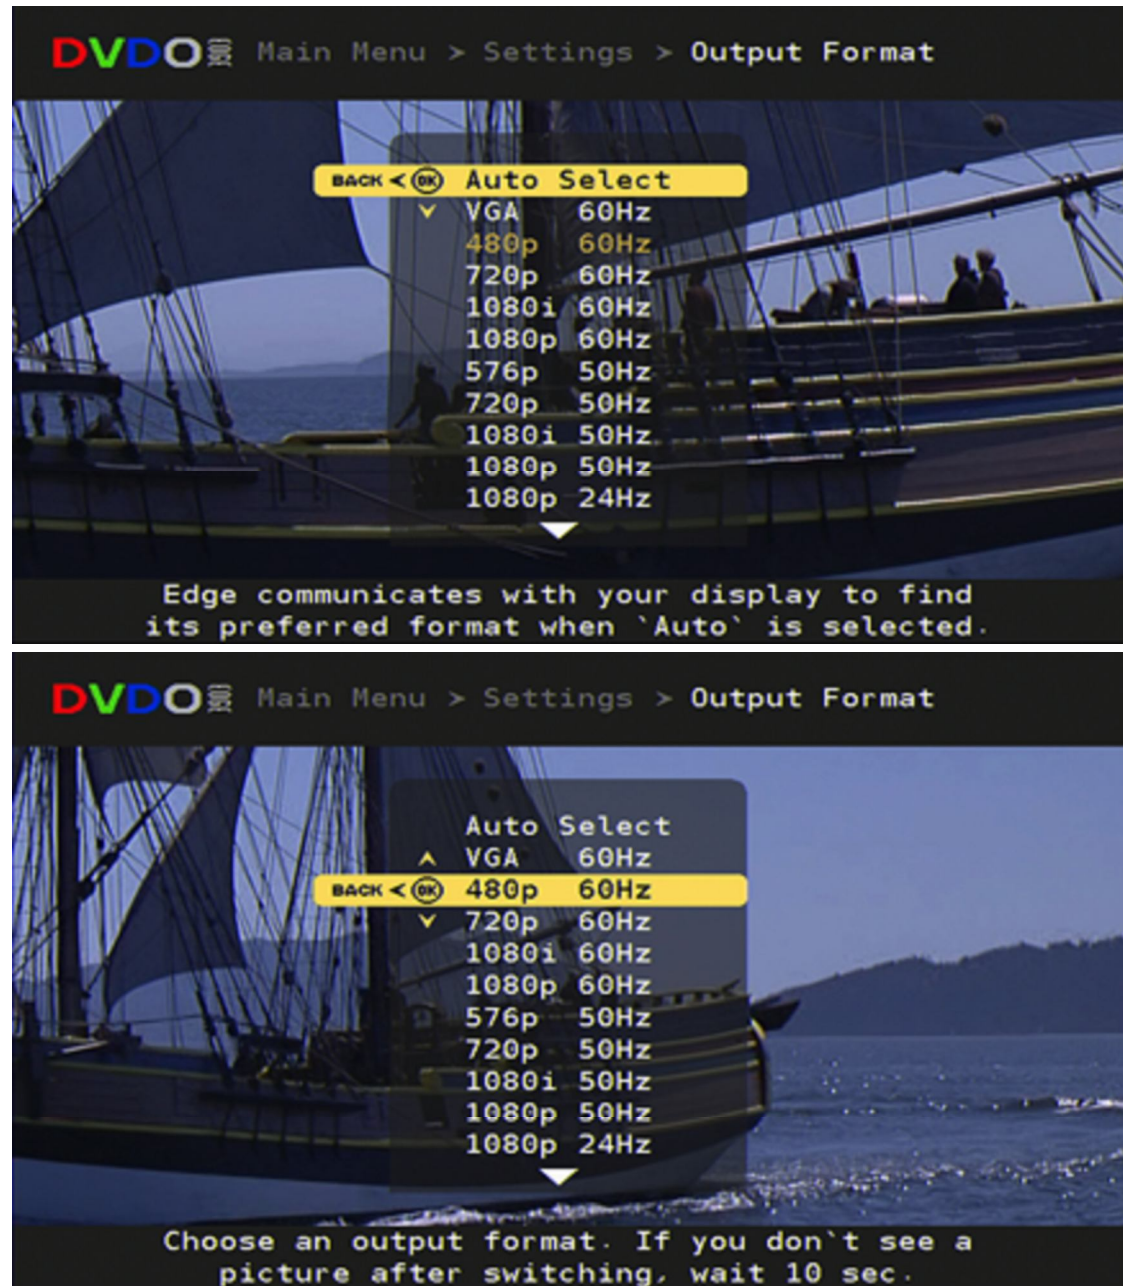 DVDO EDGE Main Menu > Settings > Output Format
BACK < OK Auto Select
VGA 60Hz
480p 60Hz
720p 60Hz
1080i 60Hz
1080p 60Hz
576p 50Hz
720p 50Hz
1080i 50Hz
1080p 50Hz
1080p 24Hz
Edge communicates with your display to find
its preferred format when `Auto` is selected.
DVDO EDGE Main Menu > Settings > Output Format
Auto Select
VGA 60Hz
BACK < OK 480p 60Hz
720p 60Hz
1080i 60Hz
1080p 60Hz
576p 50Hz
720p 50Hz
1080i 50Hz
1080p 50Hz
1080p 24Hz
Choose an output format. If you don`t see a
picture after switching, wait 10 sec.